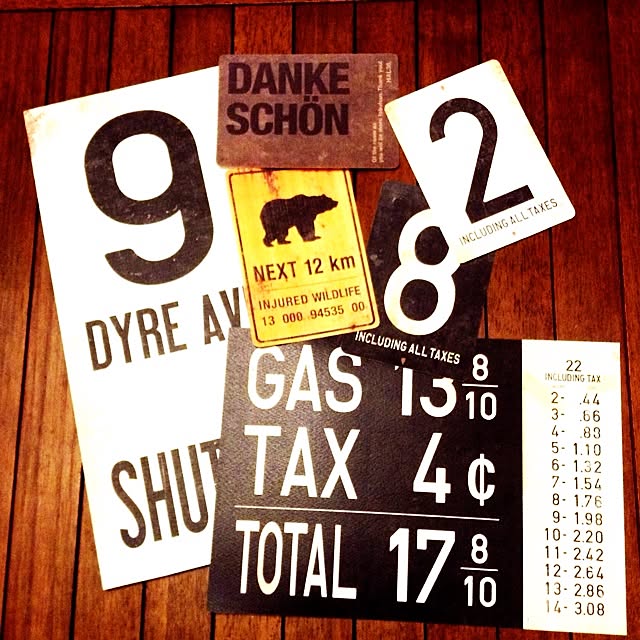 9
DYRE AV
SHUT
DANKE
SCHÖN
NEXT 12 km
INJURED WILDLIFE
13 000 94535 00
2
INCLUDING ALL TAXES
8
INCLUDING ALL TAXES
GAS 13 8/10
TAX 4 ¢
TOTAL 17 8/10
22
INCLUDING TAX
2- .44
3- .66
4- .88
5- 1.10
6- 1.32
7- 1.54
8- 1.76
9- 1.98
10- 2.20
11- 2.42
12- 2.64
13- 2.86
14- 3.08